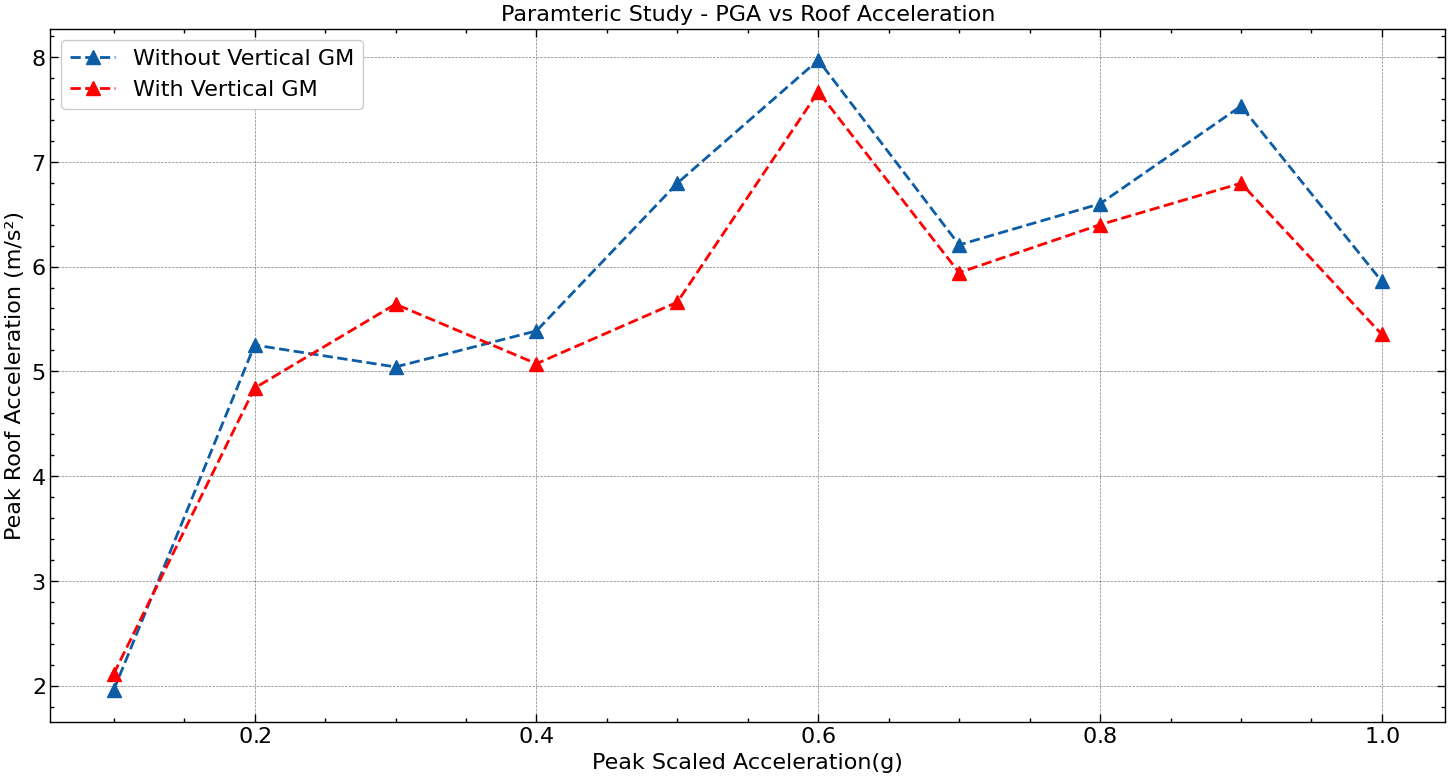 Paramteric Study - PGA vs Roof Acceleration
Without Vertical GM
With Vertical GM
Peak Roof Acceleration (m/s²)
8
7
6
5
4
3
2
0.2 0.4 0.6 0.8 1.0
Peak Scaled Acceleration(g)